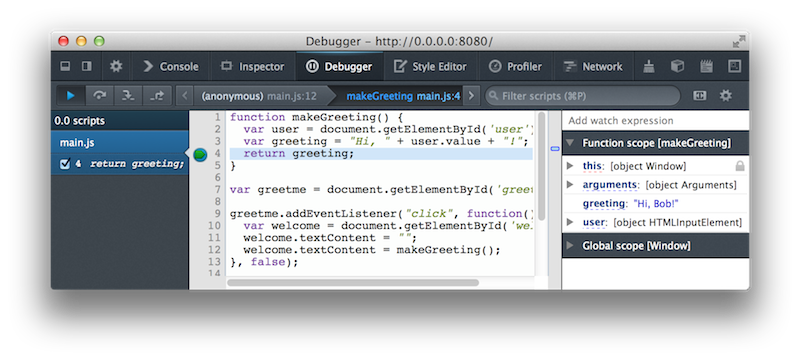 Debugger – http://0.0.0.0:8080/
Console Inspector Debugger Style Editor Profiler Network
(anonymous) main.js:12 makeGreeting main.js:4 Filter scripts (⌘P)
0.0 scripts
main.js
4 return greeting;
1 function makeGreeting() {
2 var user = document.getElementById('user')
3 var greeting = "Hi, " + user.value + "!";
4 return greeting;
5 }
6
7 var greetme = document.getElementById('gree
8
9 greetme.addEventListener("click", function()
10 var welcome = document.getElementById('we
11 welcome.textContent = "";
12 welcome.textContent = makeGreeting();
13 }, false);
14
Add watch expression
Function scope [makeGreeting]
this: [object Window]
arguments: [object Arguments]
greeting: "Hi, Bob!"
user: [object HTMLInputElement]
Global scope [Window]